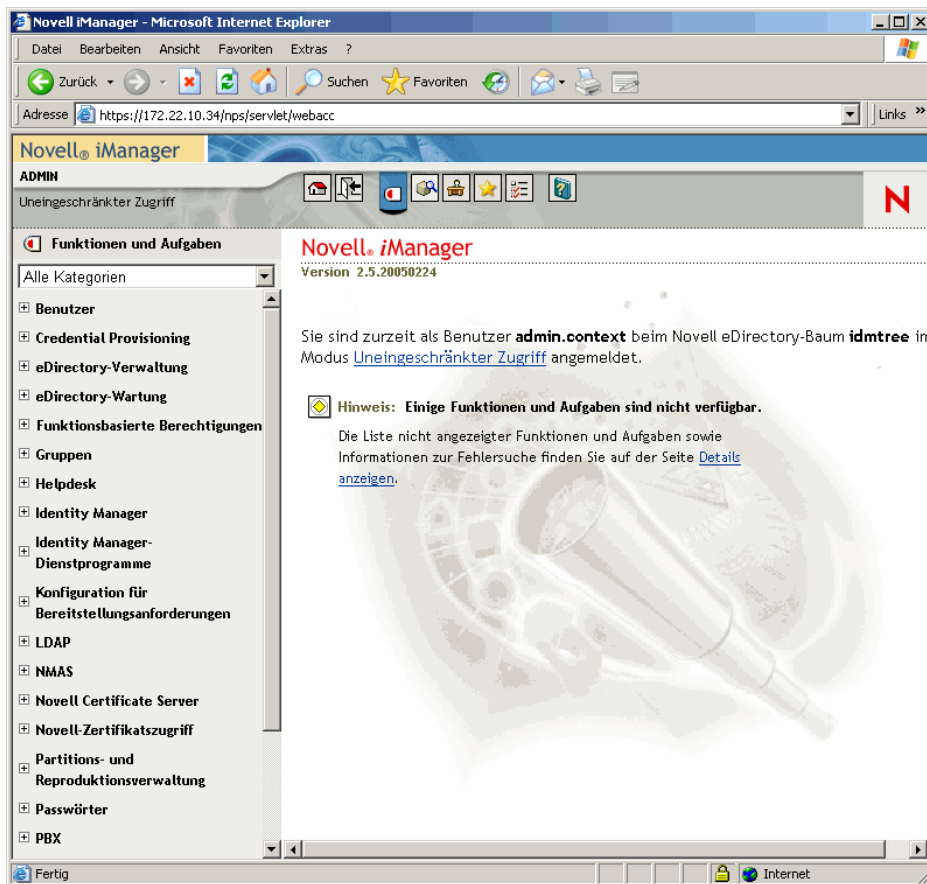 Novell iManager - Microsoft Internet Explorer
Datei Bearbeiten Ansicht Favoriten Extras ?
Zurück Suchen Favoriten
Adresse https://172.22.10.34/nps/servlet/webacc Links »
Novell® iManager
ADMIN
Uneingeschränkter Zugriff
N
Funktionen und Aufgaben
Alle Kategorien
Benutzer
Credential Provisioning
eDirectory-Verwaltung
eDirectory-Wartung
Funktionsbasierte Berechtigungen
Gruppen
Helpdesk
Identity Manager
Identity Manager-
Dienstprogramme
Konfiguration für
Bereitstellungsanforderungen
LDAP
NMAS
Novell Certificate Server
Novell-Zertifikatszugriff
Partitions- und
Reproduktionsverwaltung
Passwörter
PBX
Novell® iManager
Version 2.5.20050224
Sie sind zurzeit als Benutzer admin.context beim Novell eDirectory-Baum idmtree im
Modus Uneingeschränkter Zugriff angemeldet.
Hinweis: Einige Funktionen und Aufgaben sind nicht verfügbar.
Die Liste nicht angezeigter Funktionen und Aufgaben sowie
Informationen zur Fehlersuche finden Sie auf der Seite Details
anzeigen.
Fertig Internet